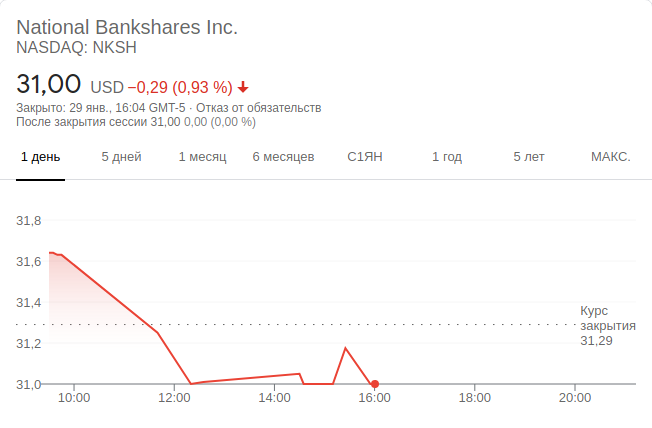 National Bankshares Inc.
NASDAQ: NKSH
31,00 USD −0,29 (0,93 %)
Закрыто: 29 янв., 16:04 GMT-5 · Отказ от обязательств
После закрытия сессии 31,00 0,00 (0,00 %)
1 день 5 дней 1 месяц 6 месяцев С1ЯН 1 год 5 лет МАКС.
31,8
31,6
31,4
Курс
закрытия
31,29
31,2
31,0
10:00 12:00 14:00 16:00 18:00 20:00